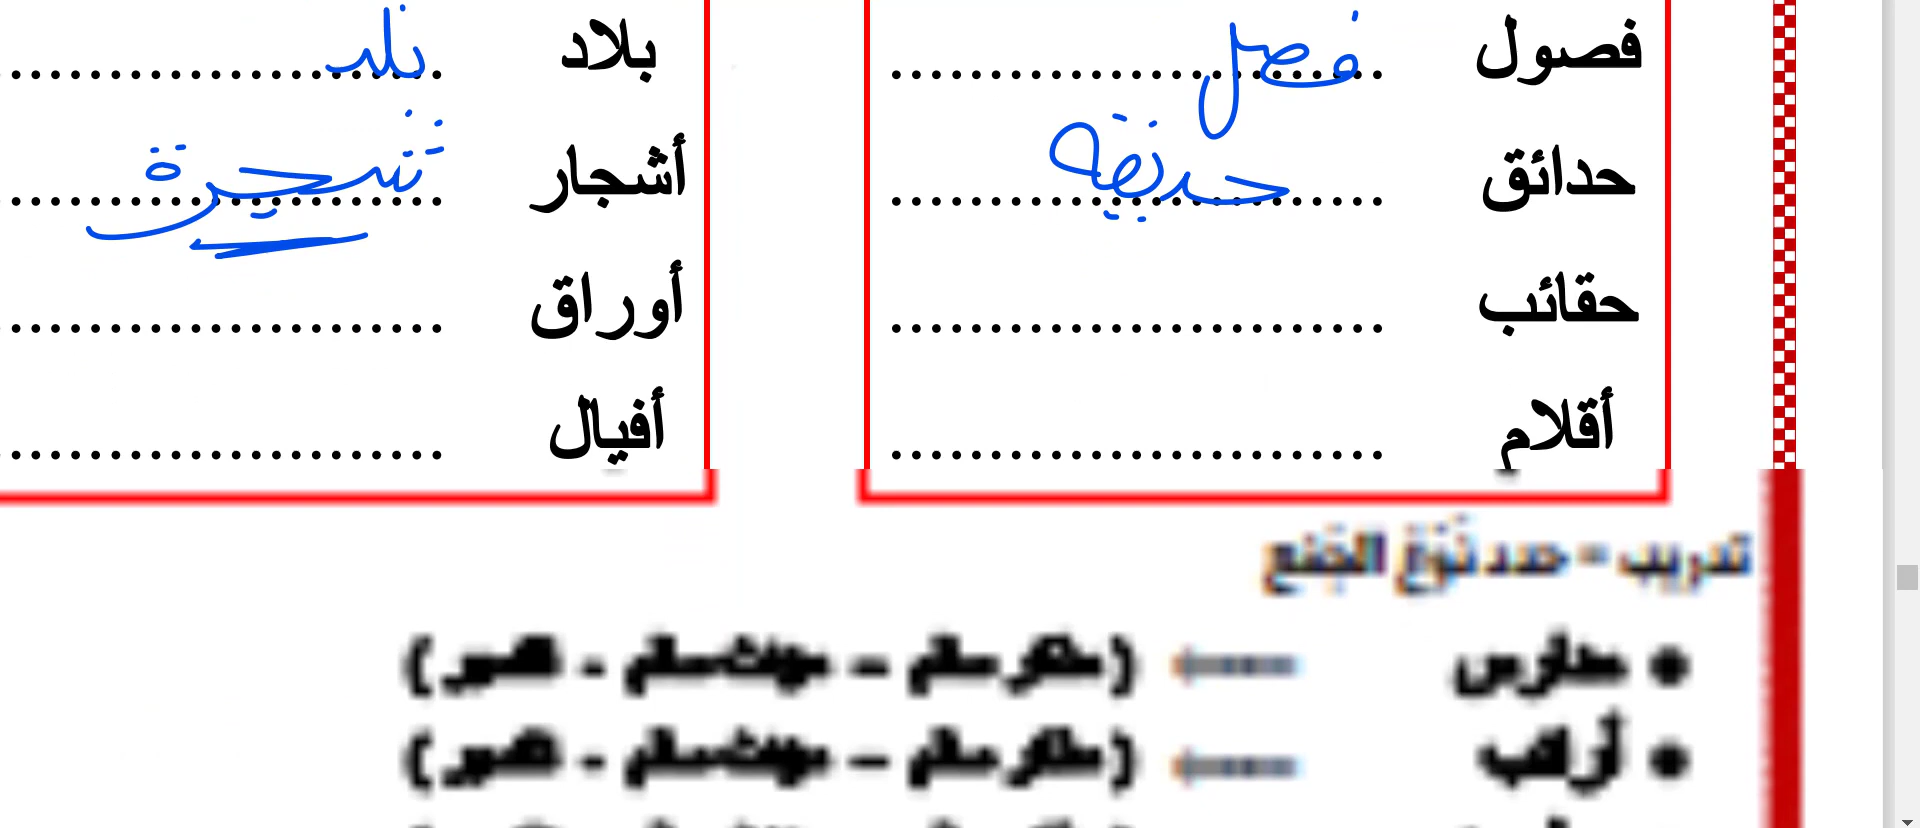 فصول فصل
بلاد بلد
حدائق حديقة
أشجار شجرة
حقائب
أوراق
أقلام
أفيال
تدريب - حدد نوع الجمع
• مدارس (مذكر سالم – مؤنث سالم - تكسير)
• أرانب (مذكر سالم – مؤنث سالم - تكسير)